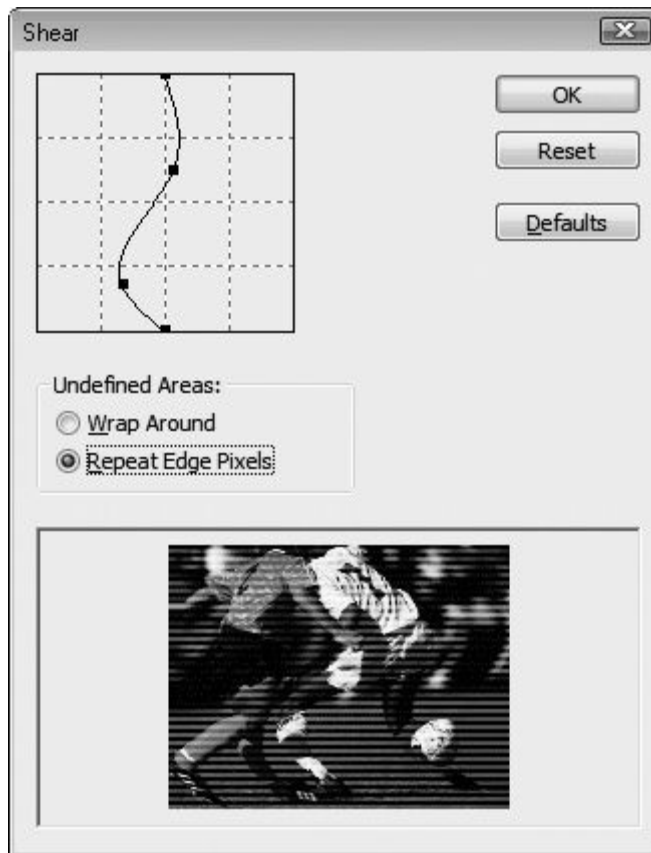 Shear
OK
Reset
Defaults
Undefined Areas:
Wrap Around
Repeat Edge Pixels